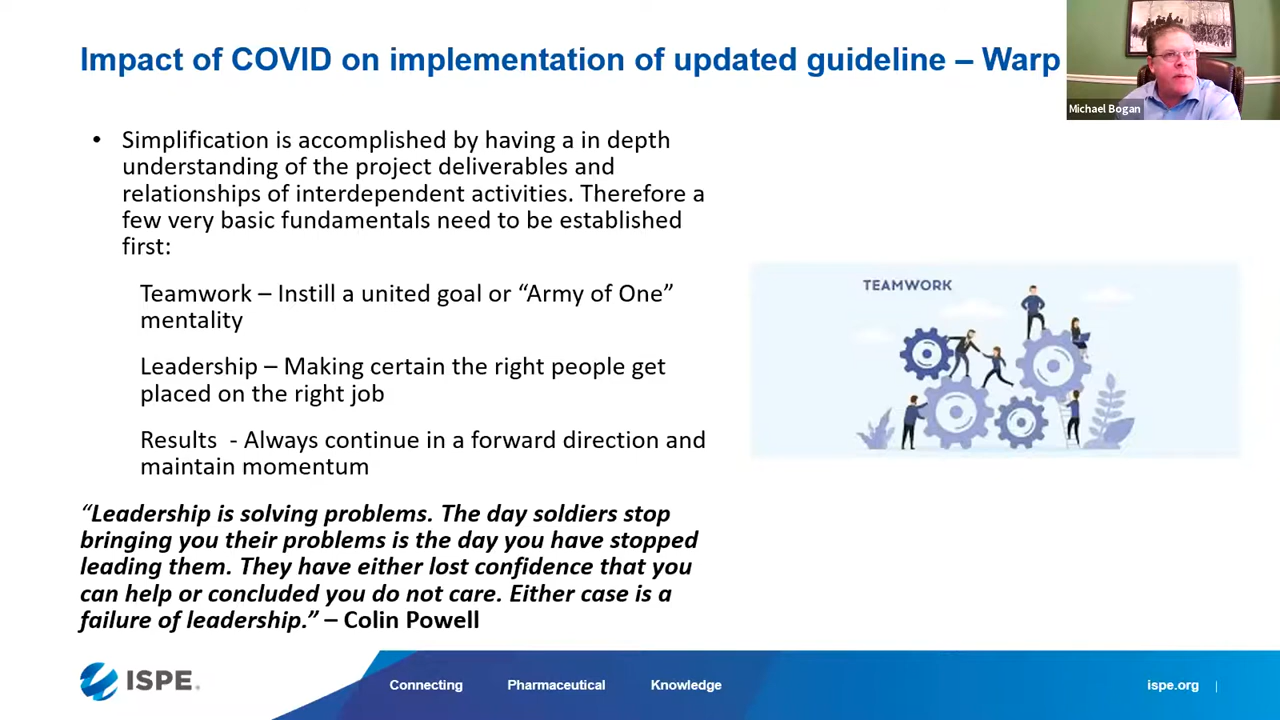 Impact of COVID on implementation of updated guideline – Warp
Michael Bogan
• Simplification is accomplished by having a in depth
understanding of the project deliverables and
relationships of interdependent activities. Therefore a
few very basic fundamentals need to be established
first:
Teamwork – Instill a united goal or “Army of One”
mentality
Leadership – Making certain the right people get
placed on the right job
Results  - Always continue in a forward direction and
maintain momentum
“Leadership is solving problems. The day soldiers stop
bringing you their problems is the day you have stopped
leading them. They have either lost confidence that you
can help or concluded you do not care. Either case is a
failure of leadership.” – Colin Powell
TEAMWORK
ISPE.
Connecting Pharmaceutical Knowledge
ispe.org |